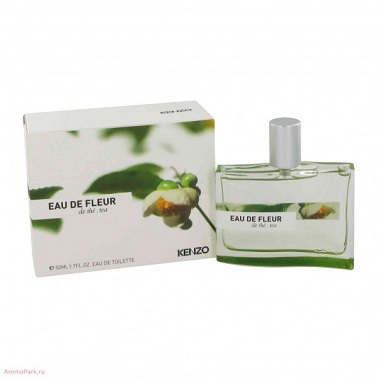 KENZO
EAU DE FLEUR
de thé . tea
KENZO
℮ 50ML 1.7FL.OZ. EAU DE TOILETTE
EAU DE FLEUR
de thé . tea
AromaPark.ru